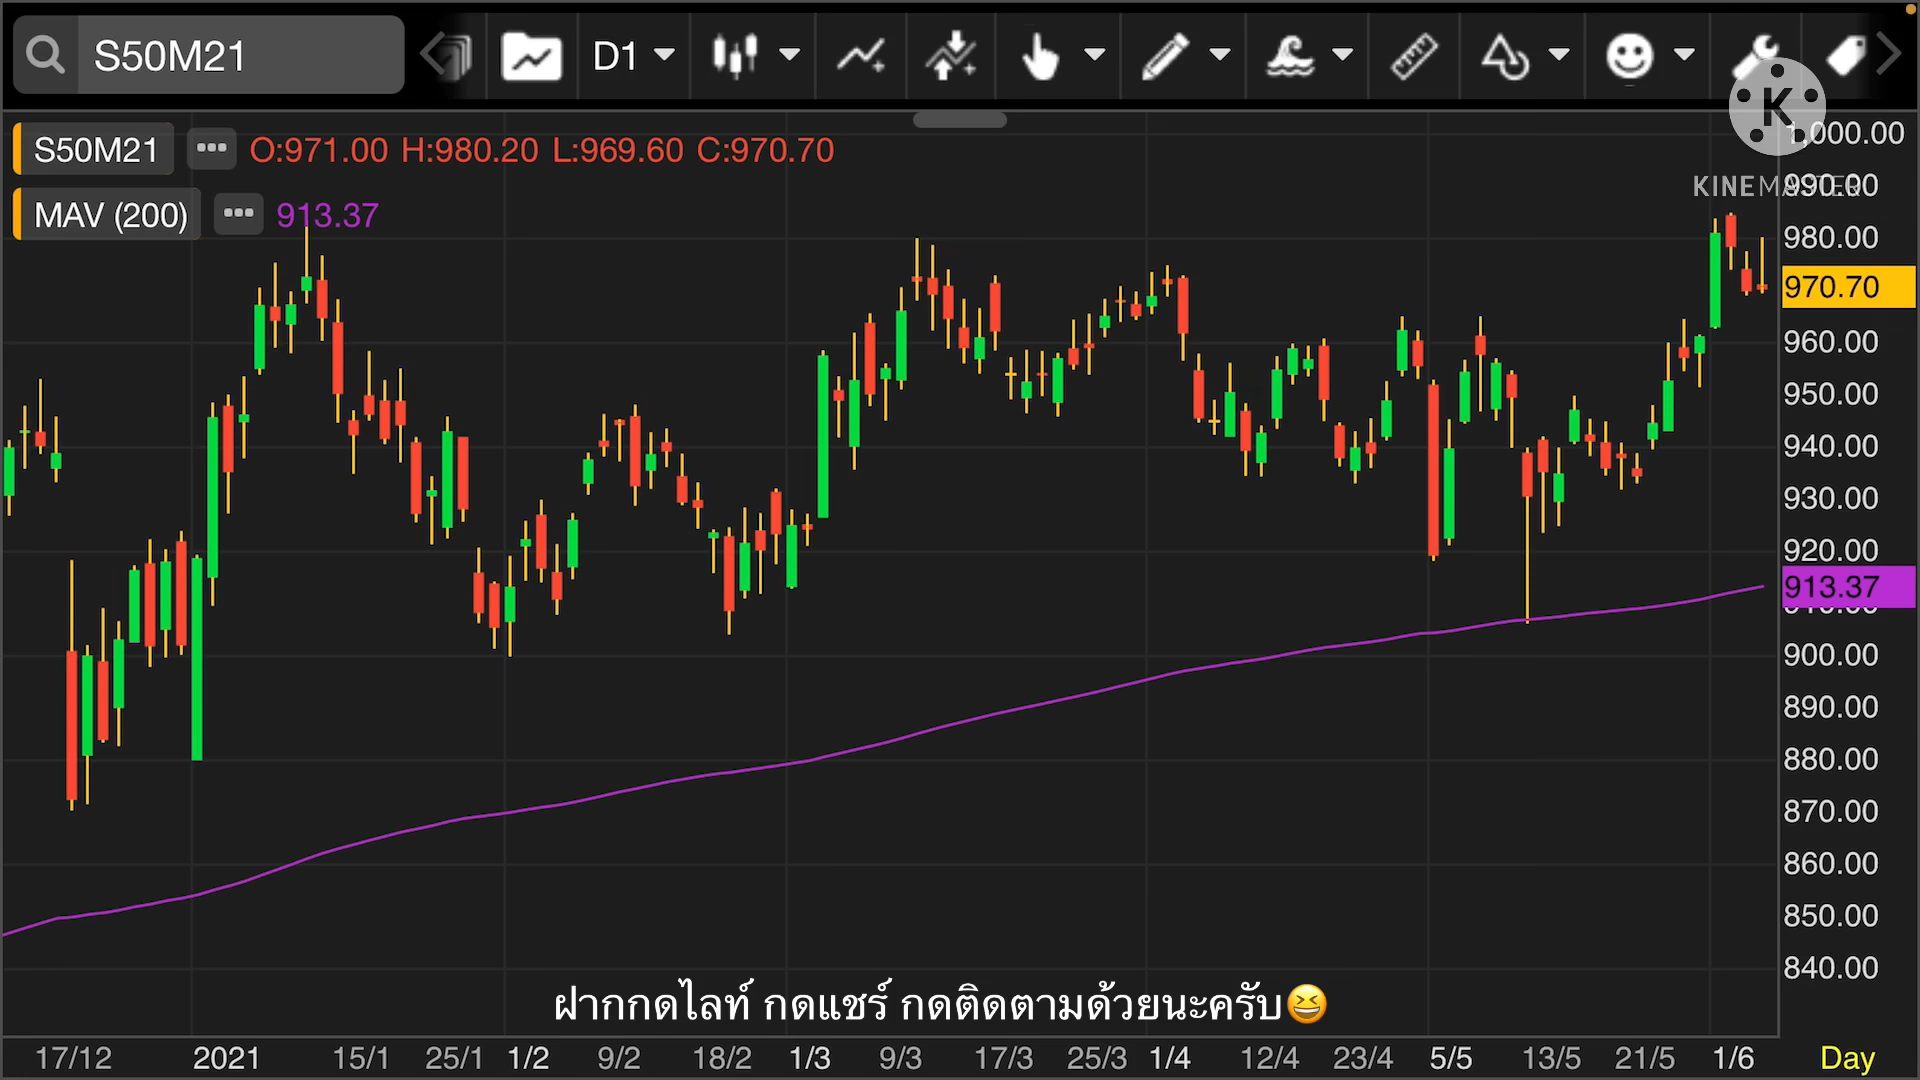 S50M21
D1
S50M21 ••• O:971.00 H:980.20 L:969.60 C:970.70
MAV (200) ••• 913.37
K
KINEMASTER
1,000.00
990.00
980.00
970.70
960.00
950.00
940.00
930.00
920.00
913.37
910.00
900.00
890.00
880.00
870.00
860.00
850.00
840.00
ฝากกดไลท์ กดแชร์ กดติดตามด้วยนะครับ😆
17/12 2021 15/1 25/1 1/2 9/2 18/2 1/3 9/3 17/3 25/3 1/4 12/4 23/4 5/5 13/5 21/5 1/6 Day